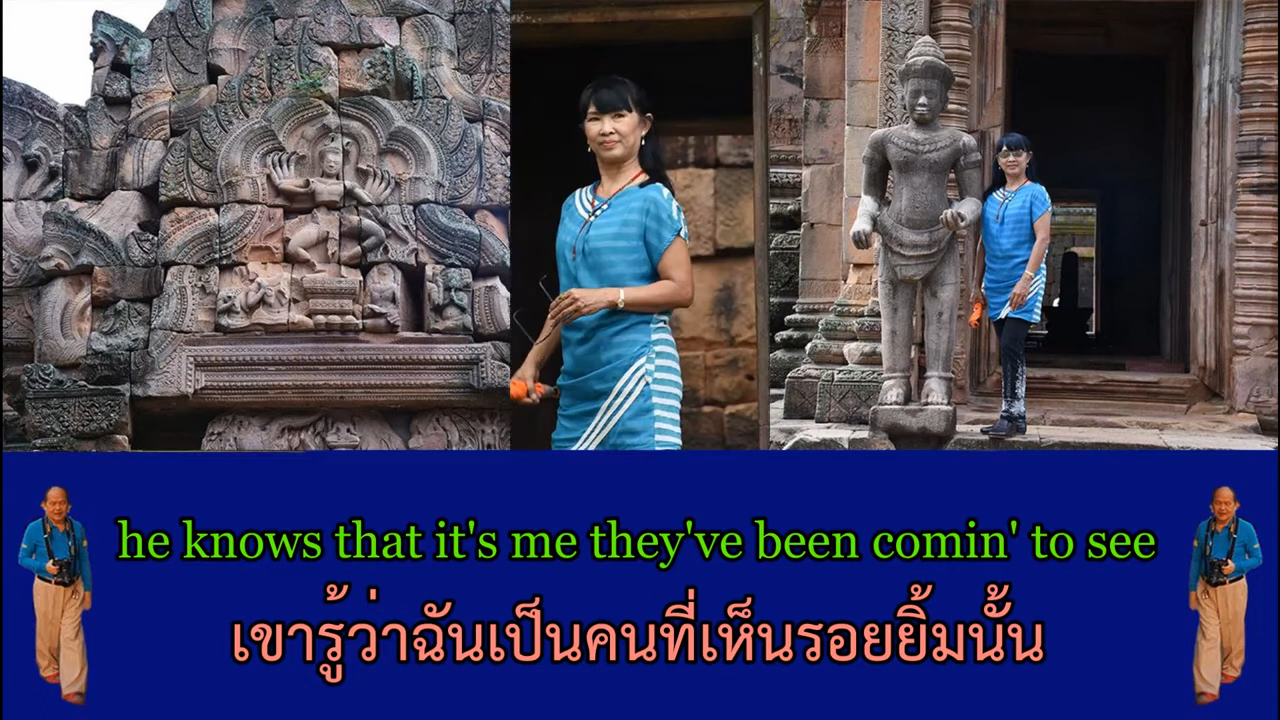 he knows that it's me they've been comin' to see
เขารู้ว่าฉันเป็นคนที่เห็นรอยยิ้มนั้น